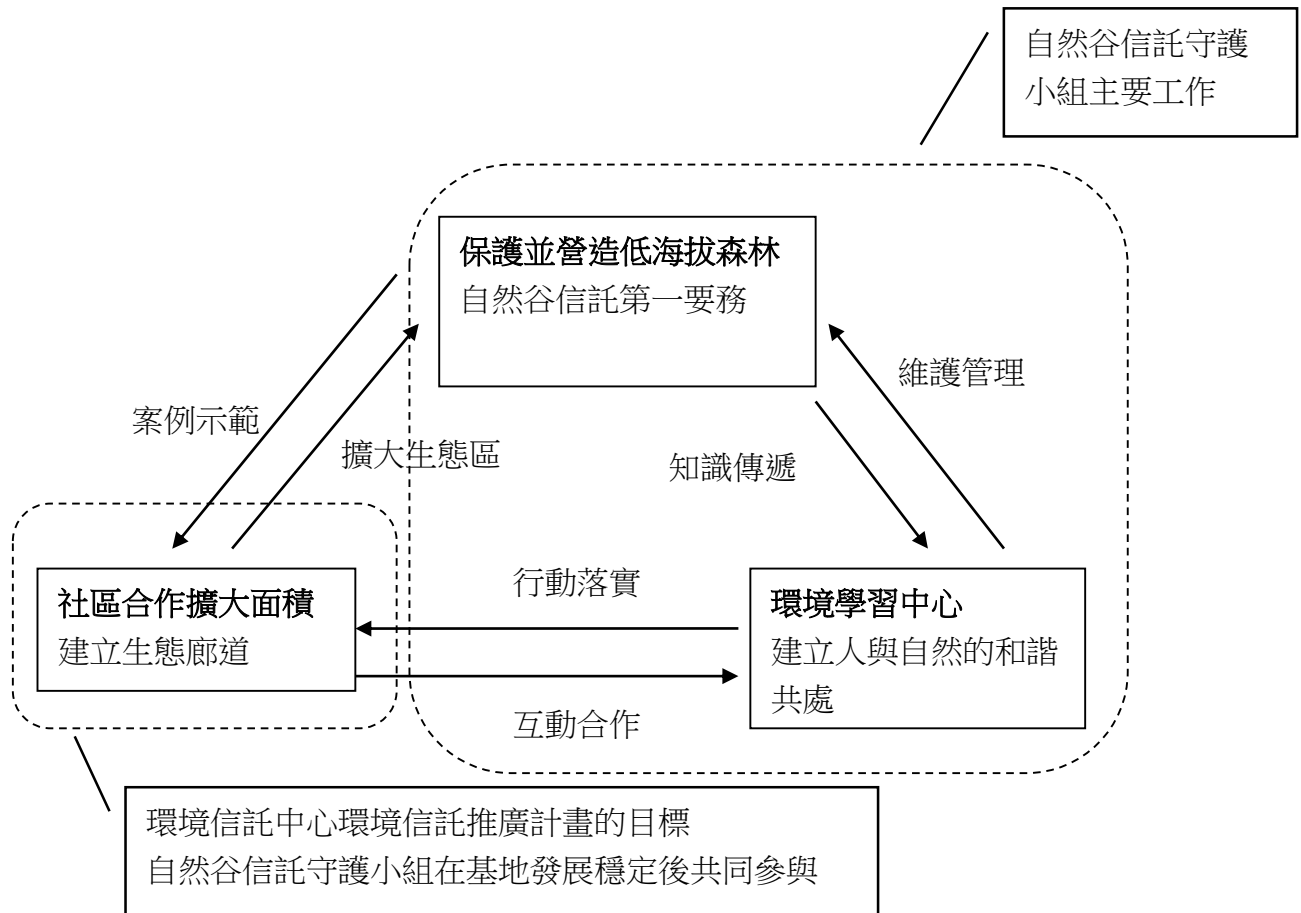 自然谷信託守護
小組主要工作
保護並營造低海拔森林
自然谷信託第一要務
維護管理
案例示範
擴大生態區
知識傳遞
行動落實
社區合作擴大面積
建立生態廊道
環境學習中心
建立人與自然的和諧
共處
互動合作
環境信託中心環境信託推廣計畫的目標
自然谷信託守護小組在基地發展穩定後共同參與